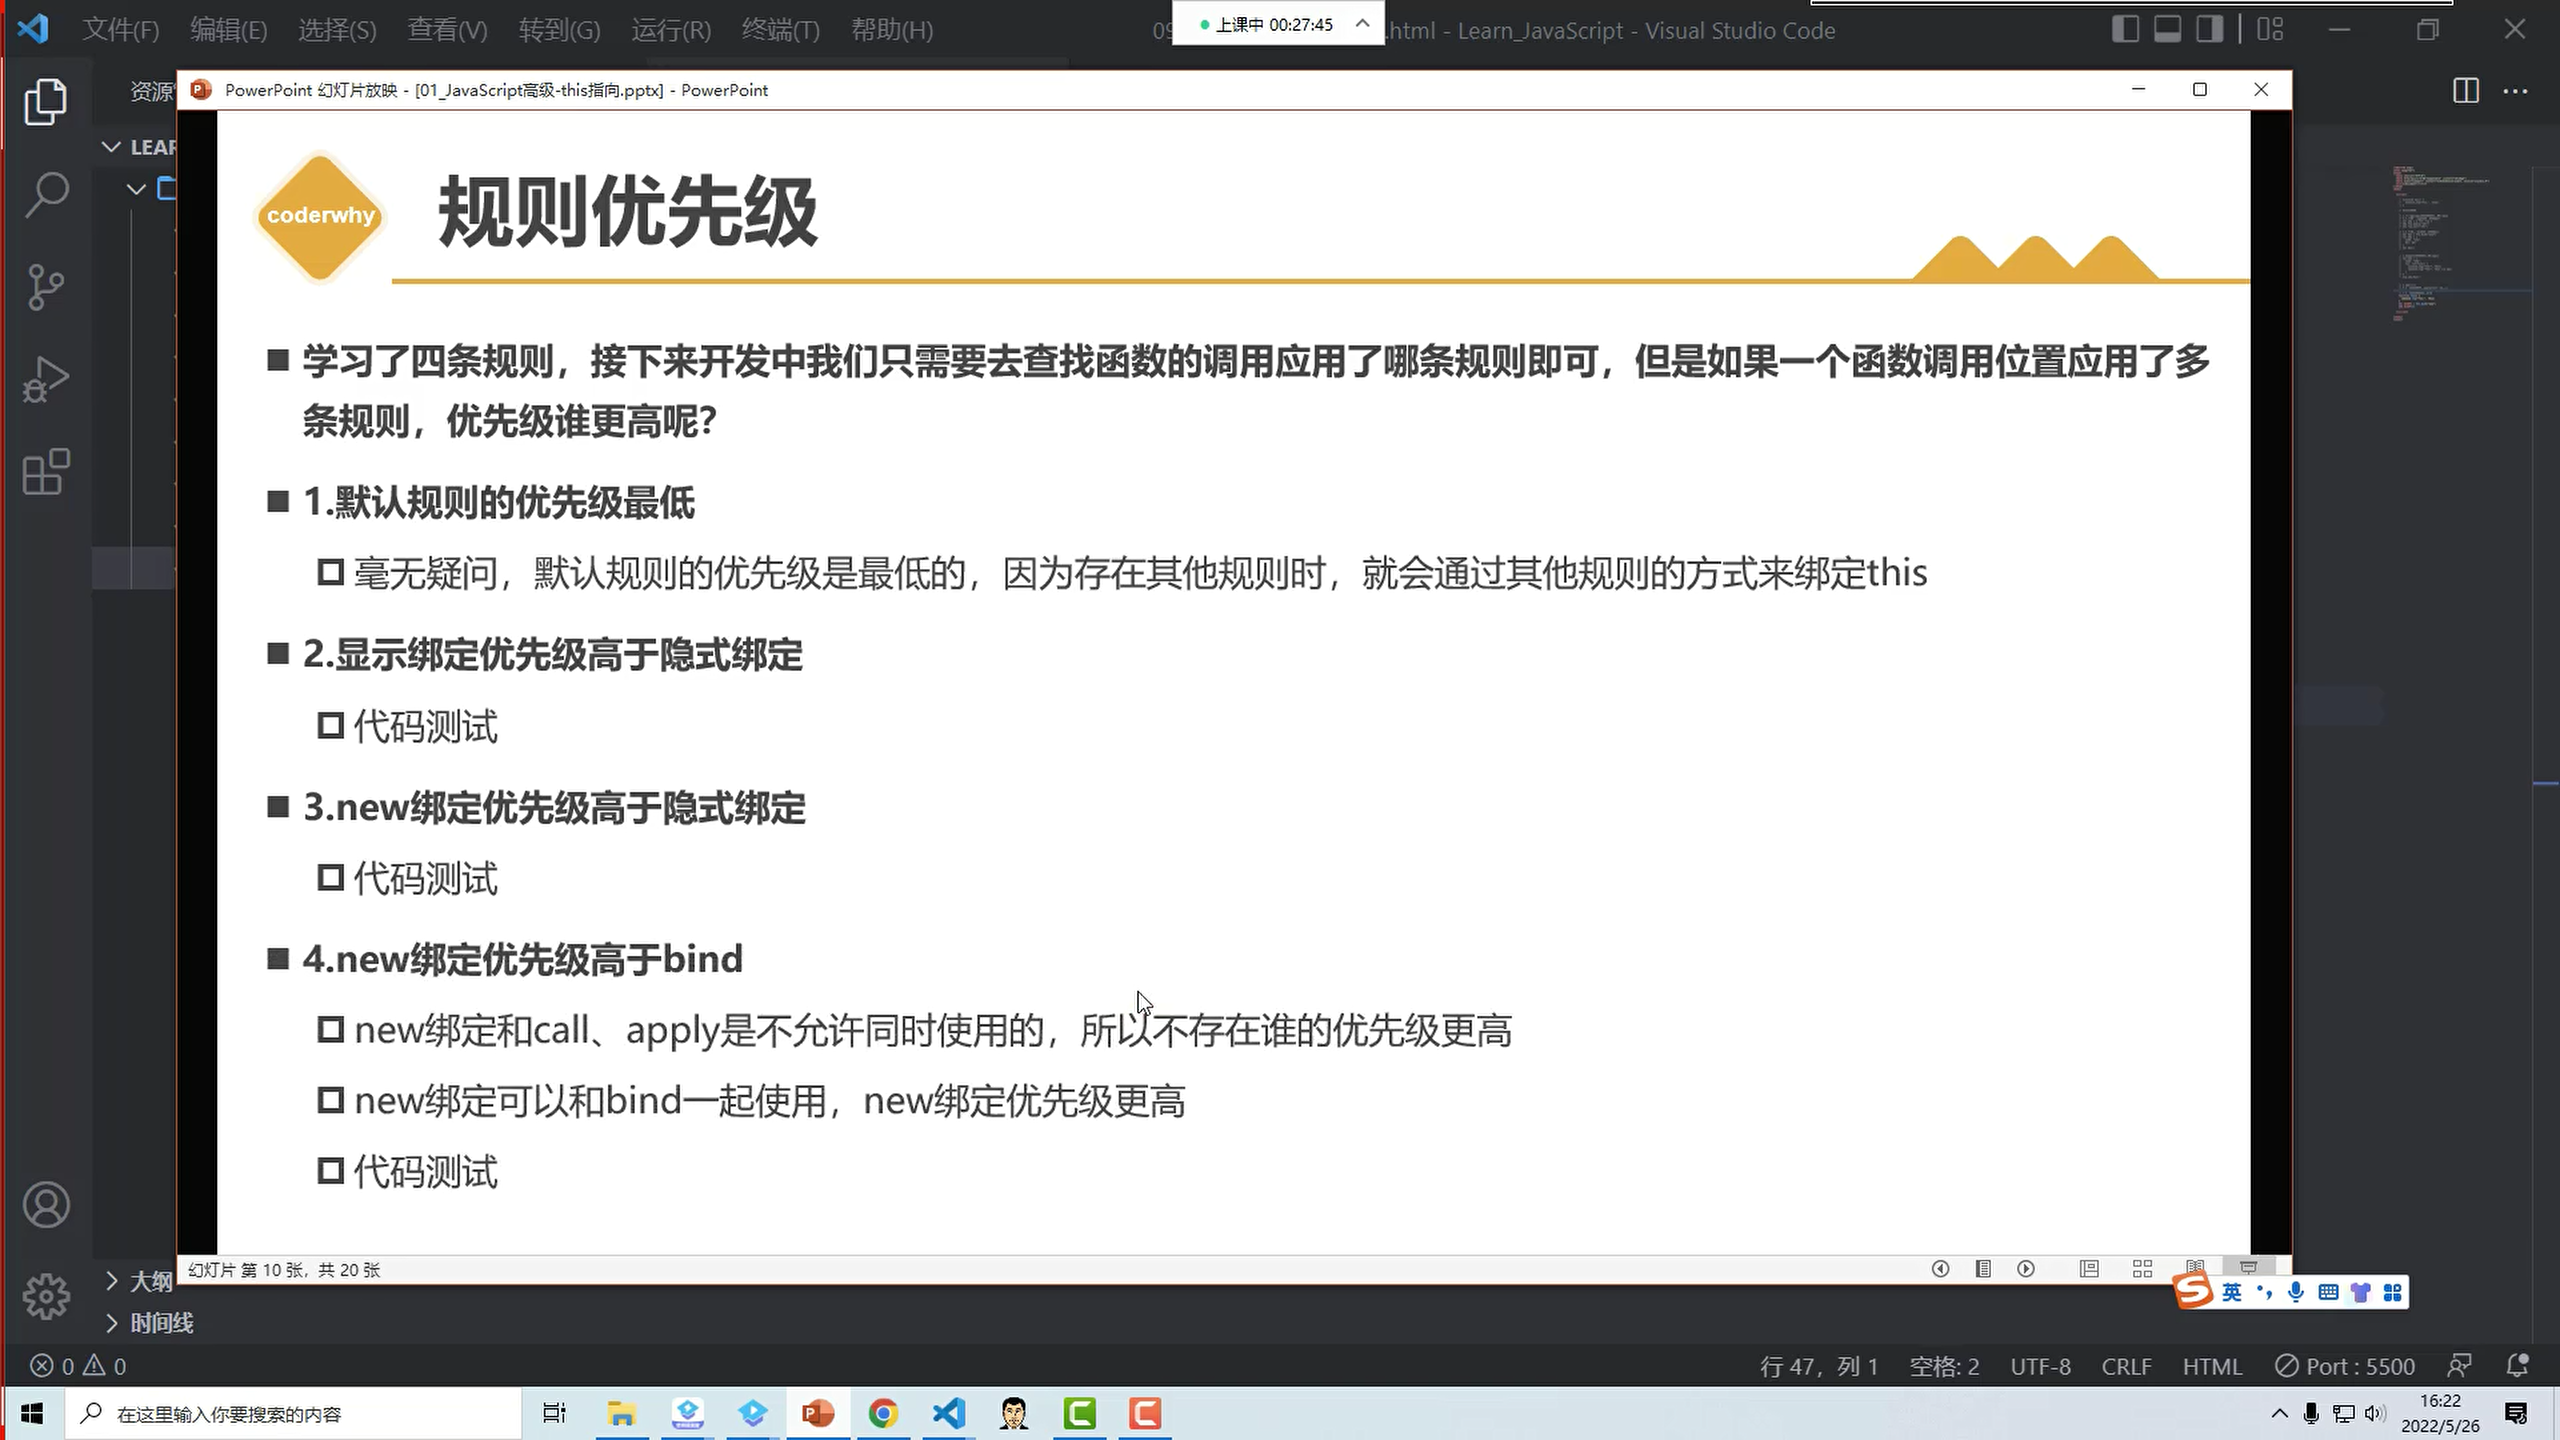 文件(F) 编辑(E) 选择(S) 查看(V) 转到(G) 运行(R) 终端(T) 帮助(H)
上课中 00:27:45
.html - Learn_JavaScript - Visual Studio Code
PowerPoint 幻灯片放映 - [01_JavaScript高级-this指向.pptx] - PowerPoint
coderwhy
规则优先级
学习了四条规则，接下来开发中我们只需要去查找函数的调用应用了哪条规则即可，但是如果一个函数调用位置应用了多
条规则，优先级谁更高呢？
1.默认规则的优先级最低
毫无疑问，默认规则的优先级是最低的，因为存在其他规则时，就会通过其他规则的方式来绑定this
2.显示绑定优先级高于隐式绑定
代码测试
3.new绑定优先级高于隐式绑定
代码测试
4.new绑定优先级高于bind
new绑定和call、apply是不允许同时使用的，所以不存在谁的优先级更高
new绑定可以和bind一起使用，new绑定优先级更高
代码测试
幻灯片 第 10 张，共 20 张
英
大纲
时间线
0 0
行 47，列 1 空格: 2 UTF-8 CRLF HTML Port : 5500
在这里输入你要搜索的内容
16:22
2022/5/26